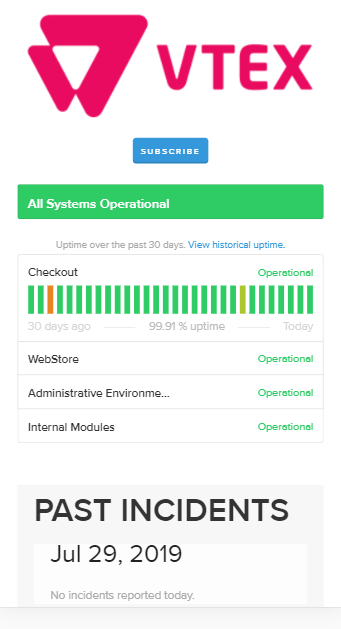 VTEX
SUBSCRIBE
All Systems Operational
Uptime over the past 30 days. View historical uptime.
Checkout Operational
30 days ago 99.91 % uptime Today
WebStore Operational
Administrative Environme... Operational
Internal Modules Operational
PAST INCIDENTS
Jul 29, 2019
No incidents reported today.